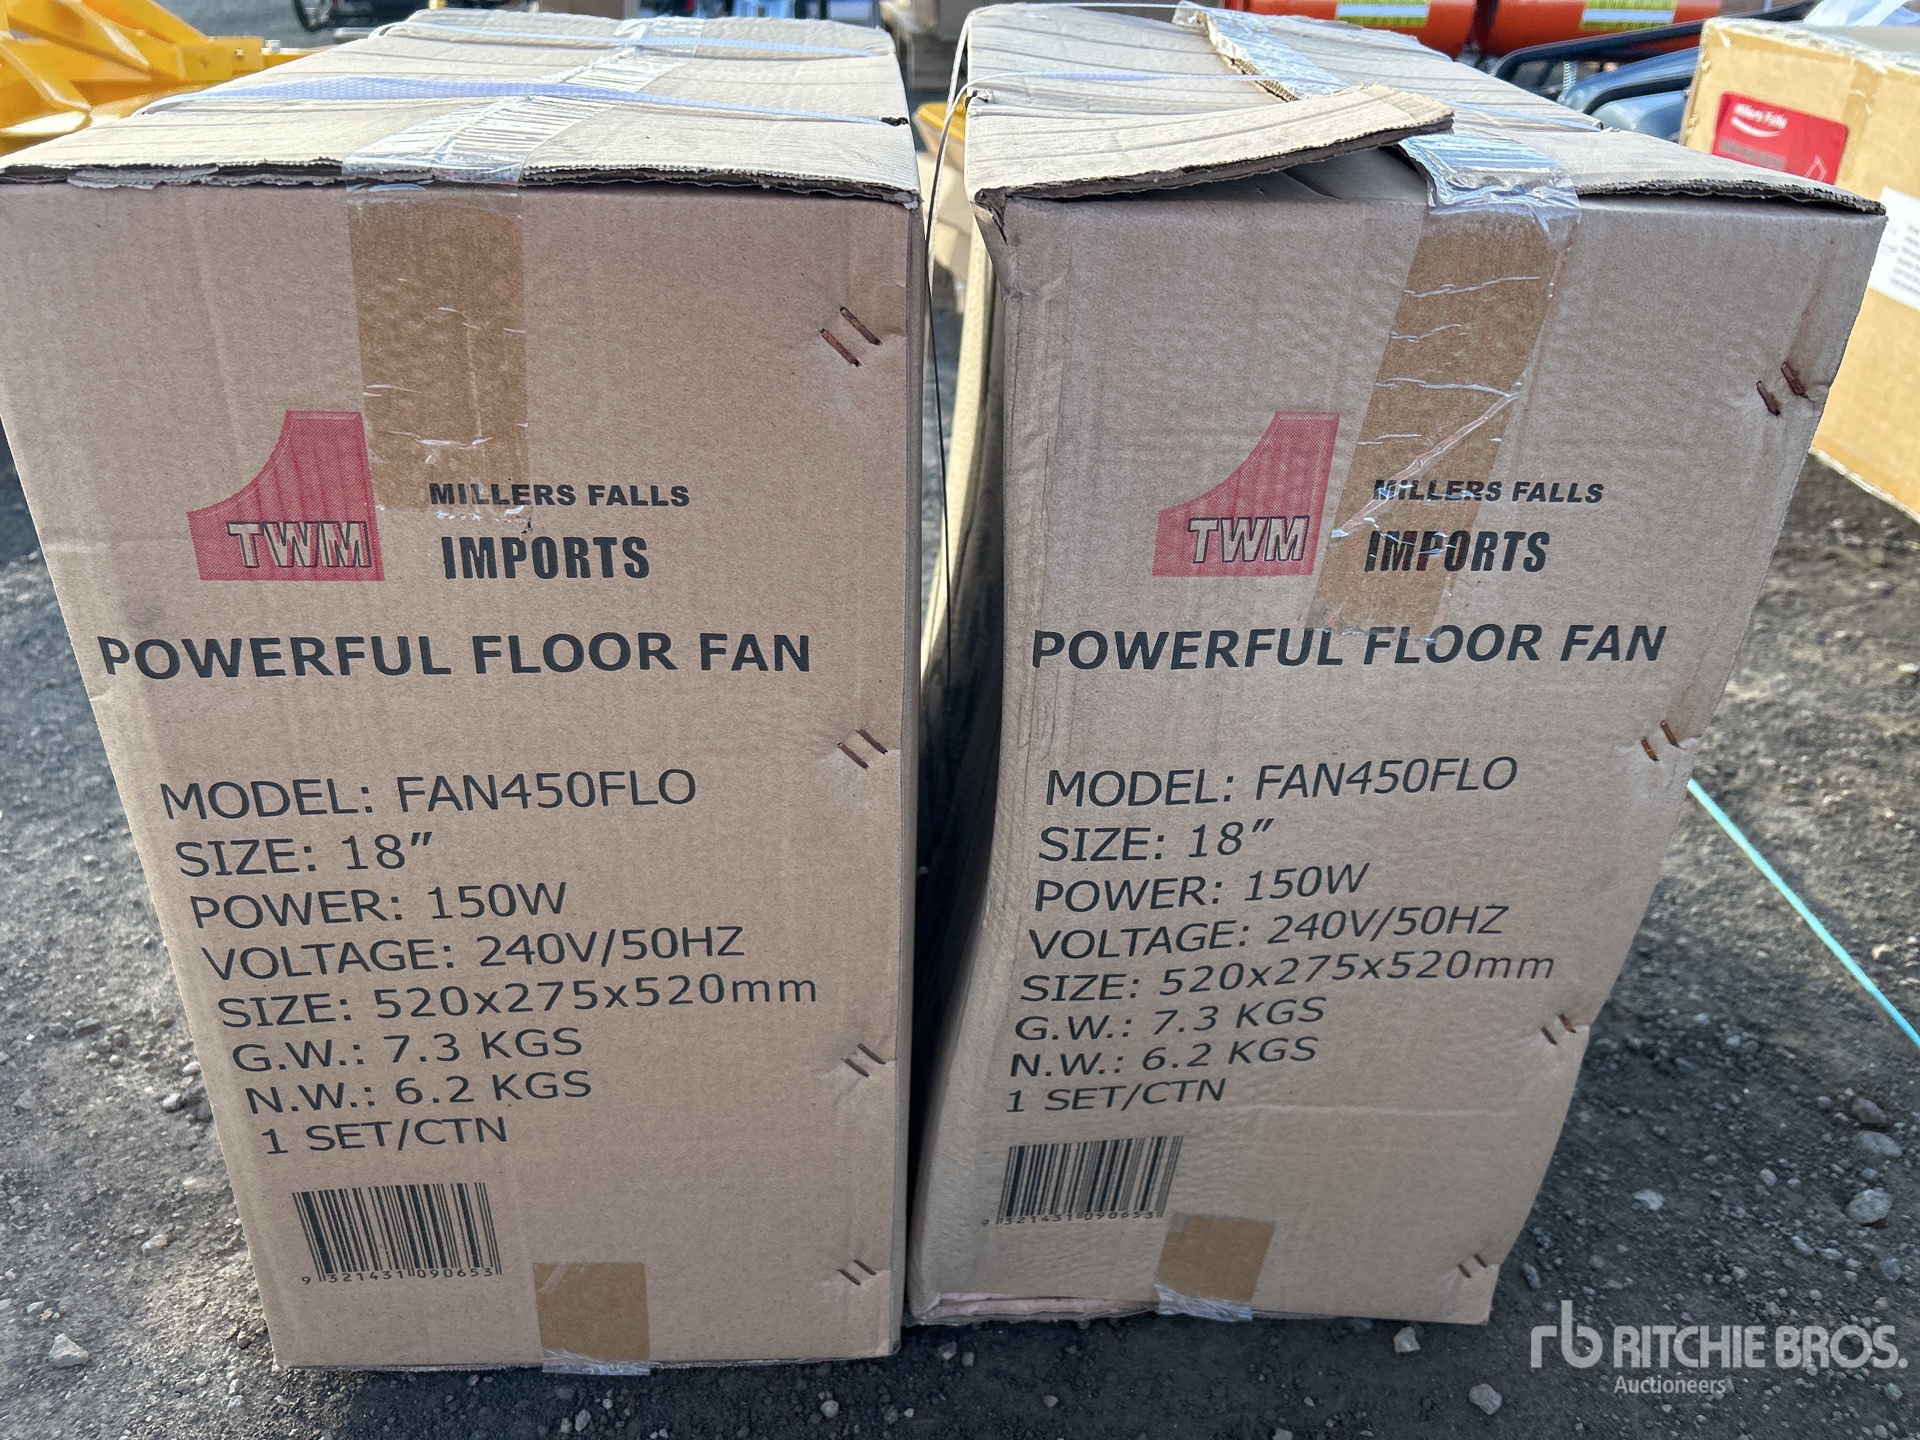 TWM
MILLERS FALLS
IMPORTS
POWERFUL FLOOR FAN
MODEL: FAN450FLO
SIZE: 18″
POWER: 150W
VOLTAGE: 240V/50HZ
SIZE: 520x275x520mm
G.W.: 7.3 KGS
N.W.: 6.2 KGS
1 SET/CTN
9 321431 090653
TWM
MILLERS FALLS
IMPORTS
POWERFUL FLOOR FAN
MODEL: FAN450FLO
SIZE: 18″
POWER: 150W
VOLTAGE: 240V/50HZ
SIZE: 520x275x520mm
G.W.: 7.3 KGS
N.W.: 6.2 KGS
1 SET/CTN
9 321431 090653
Millers Falls
rb RITCHIE BROS.
Auctioneers